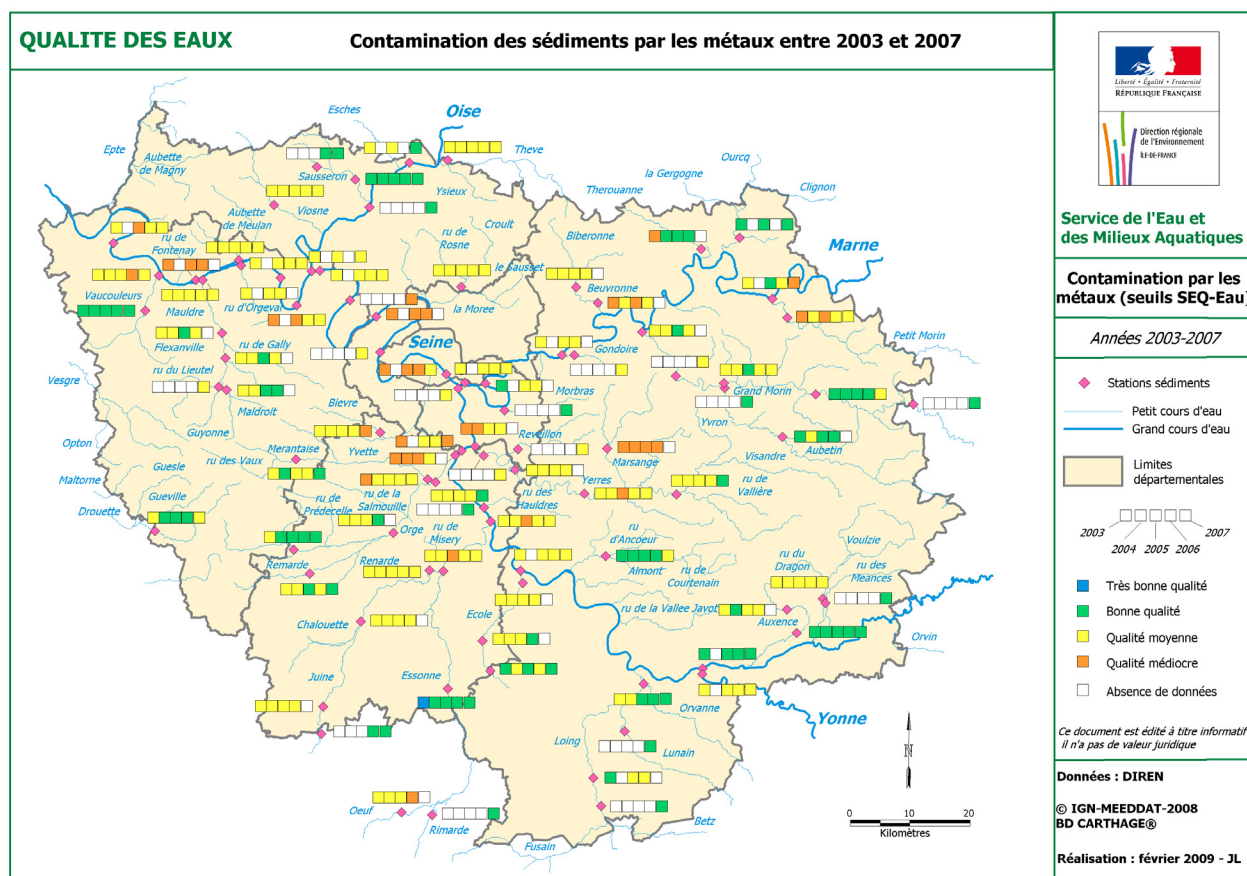 QUALITE DES EAUX
Contamination des sédiments par les métaux entre 2003 et 2007
Liberté • Égalité • Fraternité
RÉPUBLIQUE FRANÇAISE
Direction régionale
de l'Environnement
ÎLE-DE-FRANCE
Service de l'Eau et
des Milieux Aquatiques
Contamination par les
métaux (seuils SEQ-Eau)
Années 2003-2007
Stations sédiments
Petit cours d'eau
Grand cours d'eau
Limites
départementales
2003
2004
2005
2006
2007
Très bonne qualité
Bonne qualité
Qualité moyenne
Qualité médiocre
Absence de données
Ce document est édité à titre informatif
il n'a pas de valeur juridique
Données : DIREN
© IGN-MEEDDAT-2008
BD CARTHAGE®
Réalisation : février 2009 - JL
Esches
Oise
Epte
Aubette
de Magny
Theve
Sausseron
Ysieux
Ourcq
la Gergogne
Therouanne
Clignon
Aubette
de Meulan
Viosne
Croult
ru de
Rosne
Biberonne
Marne
ru de
Fontenay
le Sausset
Beuvronne
Vaucouleurs
Mauldre
ru d'Orgeval
la Moree
Petit Morin
Flexanville
ru de Gally
Seine
Gondoire
ru du Lieutel
Vesgre
Morbras
Grand Morin
Maldroit
Bievre
Yvron
Guyonne
Reveillon
Opton
Merantaise
Yvette
Marsange
Aubetin
Visandre
ru des Vaux
Guesle
Maltorne
Gueville
Yerres
ru de
Vallière
ru de la
Salmouille
ru de
Prédecelle
ru des
Hauldres
Drouette
Orge
ru de
Misery
ru
d'Ancoeur
Voulzie
ru du
Dragon
ru des
Meances
Remarde
Renarde
Almont
ru de
Courtenain
Ecole
ru de la Vallee Javot
Chalouette
Auxence
Orvin
Juine
Essonne
Orvanne
Yonne
Loing
Lunain
N
Oeuf
Rimarde
Betz
Fusain
0 10 20
Kilomètres